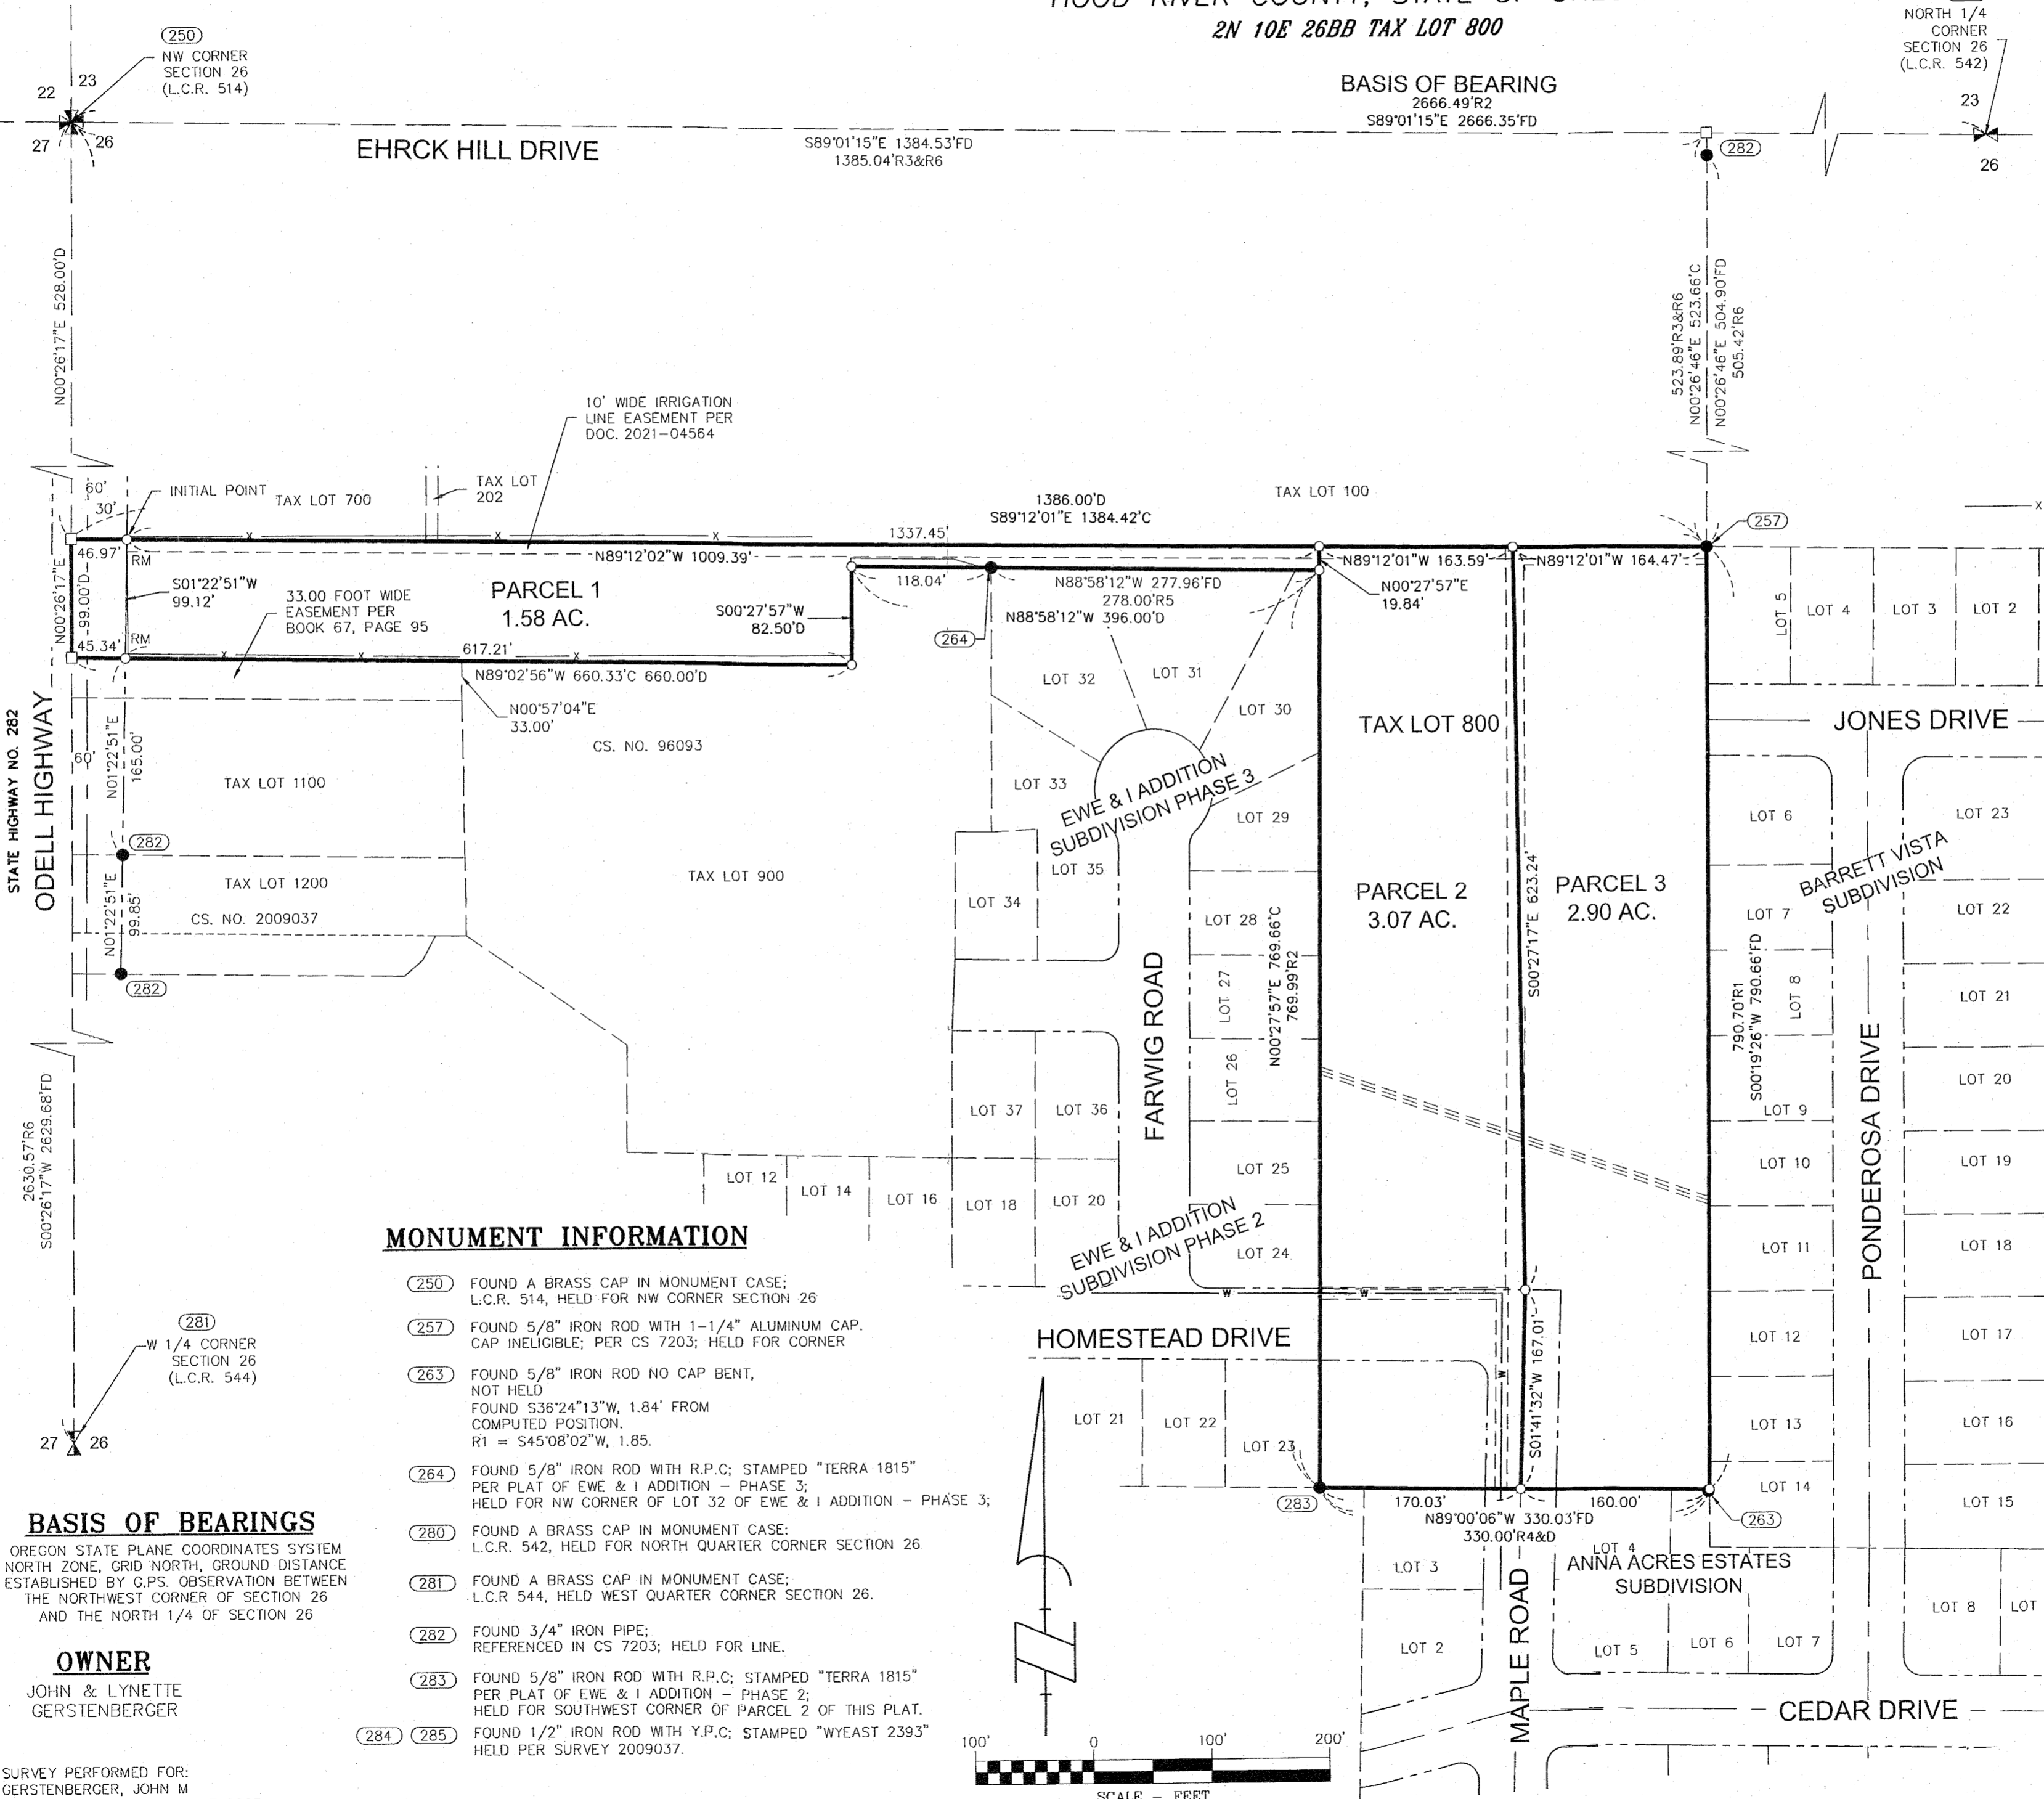 2N 10E 26BB TAX LOT 800
250
NW CORNER
SECTION 26
(L.C.R. 514)
22
23
27
26
NORTH 1/4
CORNER
SECTION 26
(L.C.R. 542)
23
26
BASIS OF BEARING
2666.49'R2
S89°01'15"E 2666.35'FD
EHRCK HILL DRIVE
S89°01'15"E 1384.53'FD
1385.04'R3&R6
282
N00°26'17"E 528.00'D
523.89'R3&R6
N00°26'46"E 523.66'C
N00°26'46"E 504.90'FD
505.42'R6
10' WIDE IRRIGATION
LINE EASEMENT PER
DOC. 2021-04564
60'
30'
INITIAL POINT
TAX LOT 700
TAX LOT
202
1386.00'D
S89°12'01"E 1384.42'C
TAX LOT 100
257
1337.45'
46.97'
RM
N89°12'02"W 1009.39'
N89°12'01"W 163.59'
N89°12'01"W 164.47'
N00°26'17"E
99.00'D
S01°22'51"W
99.12'
33.00 FOOT WIDE
EASEMENT PER
BOOK 67, PAGE 95
PARCEL 1
1.58 AC.
S00°27'57"W
82.50'D
118.04'
N88°58'12"W 277.96'FD
278.00'R5
N88°58'12"W 396.00'D
264
N00°27'57"E
19.84'
45.34'
RM
617.21'
N89°02'56"W 660.33'C 660.00'D
N00°57'04"E
33.00'
CS. NO. 96093
LOT 32
LOT 31
LOT 30
LOT 33
EWE & I ADDITION
SUBDIVISION PHASE 3
LOT 29
LOT 35
LOT 34
LOT 28
LOT 27
LOT 26
LOT 25
LOT 24
LOT 37
LOT 36
LOT 12
LOT 14
LOT 16
LOT 18
LOT 20
STATE HIGHWAY NO. 282
ODELL HIGHWAY
60'
N01°22'51"E
165.00'
TAX LOT 1100
282
TAX LOT 1200
N01°22'51"E
99.85'
CS. NO. 2009037
282
TAX LOT 900
2630.57'R6
S00°26'17"W 2629.68'FD
281
W 1/4 CORNER
SECTION 26
(L.C.R. 544)
27
26
TAX LOT 800
PARCEL 2
3.07 AC.
PARCEL 3
2.90 AC.
S00°27'17"E 623.24'
N00°27'57"E 769.66'C
769.99'R2
790.70'R1
S00°19'26"W 790.66'FD
FARWIG ROAD
EWE & I ADDITION
SUBDIVISION PHASE 2
W
W
W
HOMESTEAD DRIVE
S01°41'32"W 167.01'
LOT 21
LOT 22
LOT 23
283
170.03'
160.00'
N89°00'06"W 330.03'FD
330.00'R4&D
263
LOT 5
LOT 4
LOT 3
LOT 2
JONES DRIVE
LOT 6
LOT 23
BARRETT VISTA
SUBDIVISION
LOT 7
LOT 22
LOT 8
LOT 21
LOT 9
LOT 20
LOT 10
LOT 19
LOT 11
LOT 18
LOT 12
LOT 17
LOT 13
LOT 16
LOT 14
LOT 15
PONDEROSA DRIVE
LOT 4
ANNA ACRES ESTATES
SUBDIVISION
LOT 3
LOT 2
LOT 5
LOT 6
LOT 7
LOT 8
LOT
MAPLE ROAD
CEDAR DRIVE
MONUMENT INFORMATION
250 FOUND A BRASS CAP IN MONUMENT CASE;
L.C.R. 514, HELD FOR NW CORNER SECTION 26
257 FOUND 5/8" IRON ROD WITH 1-1/4" ALUMINUM CAP.
CAP INELIGIBLE; PER CS 7203; HELD FOR CORNER
263 FOUND 5/8" IRON ROD NO CAP BENT,
NOT HELD
FOUND S36°24"13"W, 1.84' FROM
COMPUTED POSITION.
R1 = S45°08'02"W, 1.85.
264 FOUND 5/8" IRON ROD WITH R.P.C; STAMPED "TERRA 1815"
PER PLAT OF EWE & I ADDITION - PHASE 3;
HELD FOR NW CORNER OF LOT 32 OF EWE & I ADDITION - PHASE 3;
280 FOUND A BRASS CAP IN MONUMENT CASE:
L.C.R. 542, HELD FOR NORTH QUARTER CORNER SECTION 26
281 FOUND A BRASS CAP IN MONUMENT CASE;
L.C.R 544, HELD WEST QUARTER CORNER SECTION 26.
282 FOUND 3/4" IRON PIPE;
REFERENCED IN CS 7203; HELD FOR LINE.
283 FOUND 5/8" IRON ROD WITH R.P.C; STAMPED "TERRA 1815"
PER PLAT OF EWE & I ADDITION - PHASE 2;
HELD FOR SOUTHWEST CORNER OF PARCEL 2 OF THIS PLAT.
284 285 FOUND 1/2" IRON ROD WITH Y.P.C; STAMPED "WYEAST 2393"
HELD PER SURVEY 2009037.
BASIS OF BEARINGS
OREGON STATE PLANE COORDINATES SYSTEM
NORTH ZONE, GRID NORTH, GROUND DISTANCE
ESTABLISHED BY G.P.S. OBSERVATION BETWEEN
THE NORTHWEST CORNER OF SECTION 26
AND THE NORTH 1/4 OF SECTION 26
OWNER
JOHN & LYNETTE
GERSTENBERGER
SURVEY PERFORMED FOR:
GERSTENBERGER, JOHN M
100'
0
100'
200'
SCALE - FEET